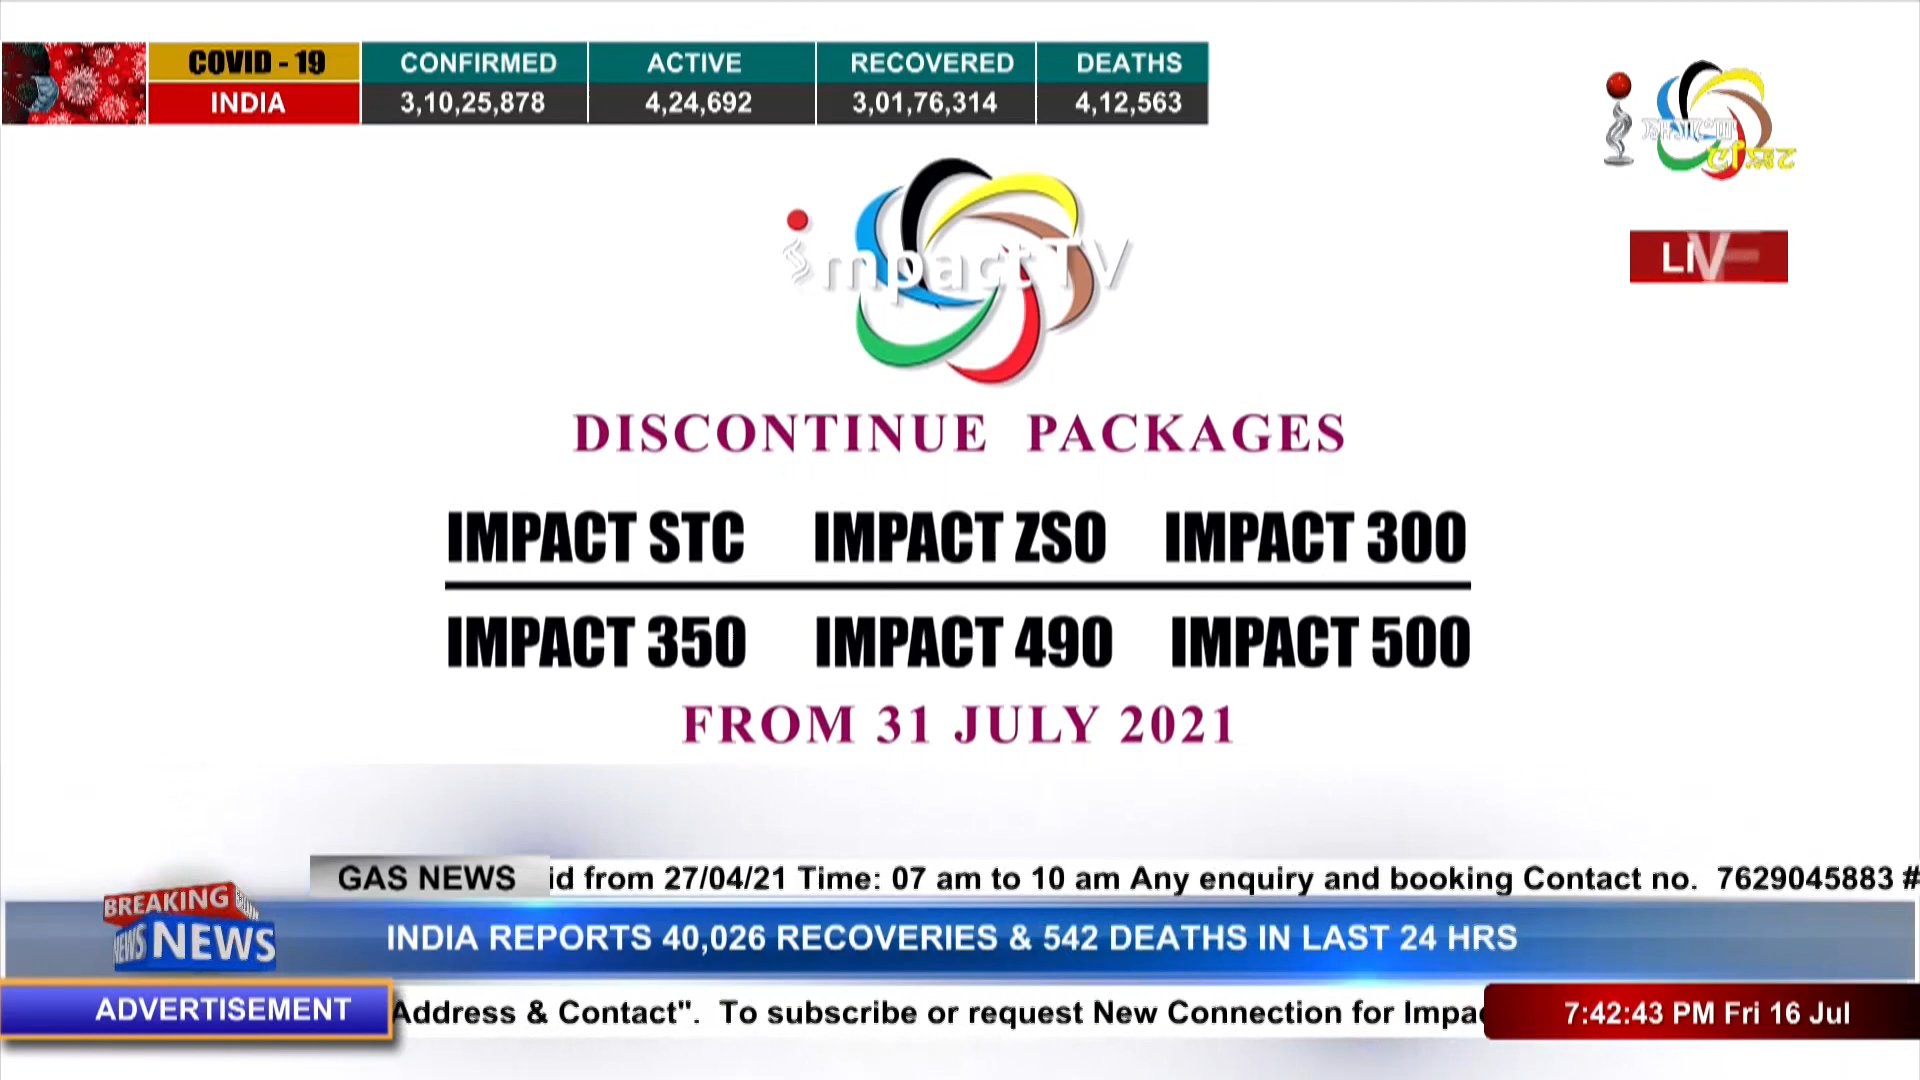 COVID - 19 CONFIRMED ACTIVE RECOVERED DEATHS
INDIA 3,10,25,878 4,24,692 3,01,76,314 4,12,563
impact TV
DISCONTINUE PACKAGES
IMPACT STC IMPACT ZSO IMPACT 300
IMPACT 350 IMPACT 490 IMPACT 500
FROM 31 JULY 2021
GAS NEWS id from 27/04/21 Time: 07 am to 10 am Any enquiry and booking Contact no. 7629045883 #
BREAKING
NEWS INDIA REPORTS 40,026 RECOVERIES & 542 DEATHS IN LAST 24 HRS
ADVERTISEMENT Address & Contact". To subscribe or request New Connection for Impac 7:42:43 PM Fri 16 Jul